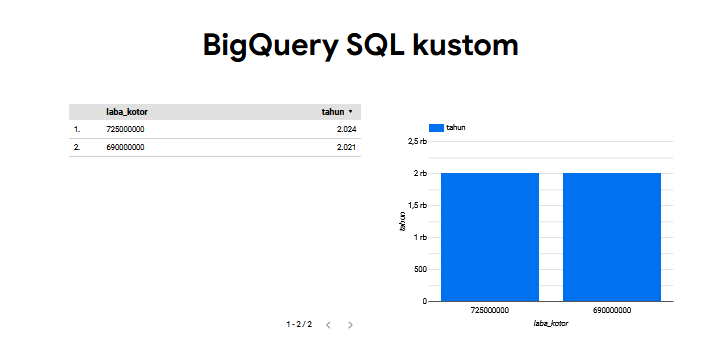 BigQuery SQL kustom
laba_kotor tahun
1. 725000000 2.024
2. 690000000 2.021
1 - 2 / 2
tahun
2,5 rb
2 rb
1,5 rb
1 rb
500
0
tahun
725000000 690000000
laba_kotor